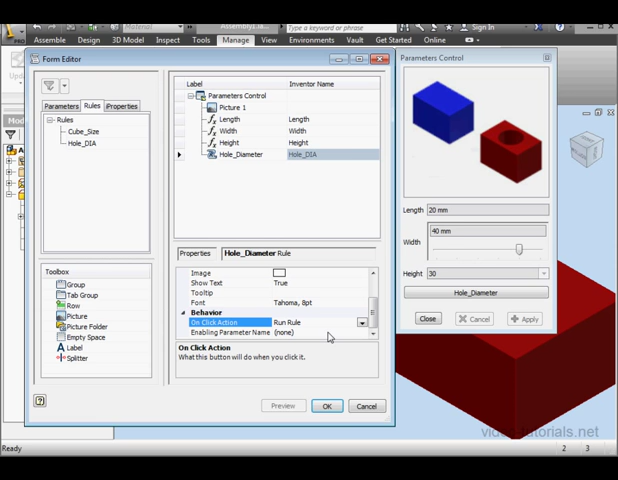 Material
Type a keyword or phrase
Sign In
PRO
Assemble Design 3D Model Inspect Tools Manage View Environments Vault Get Started Online
Form Editor
Parameters Rules Properties
Rules
Cube_Size
Hole_DIA
Toolbox
Group
Tab Group
Row
Picture
Picture Folder
Empty Space
Label
Splitter
Label Inventor Name
Parameters Control
Picture 1
Length Length
Width Width
Height Height
Hole_Diameter Hole_DIA
Properties Hole_Diameter Rule
Image
Show Text True
Tooltip
Font Tahoma, 8pt
Behavior
On Click Action Run Rule
Enabling Parameter Name (none)
On Click Action
What this button will do when you click it.
Preview OK Cancel
Parameters Control
Length 20 mm
Width 40 mm
Height 30
Hole_Diameter
Close Cancel Apply
video-tutorials.net
Ready 2 3